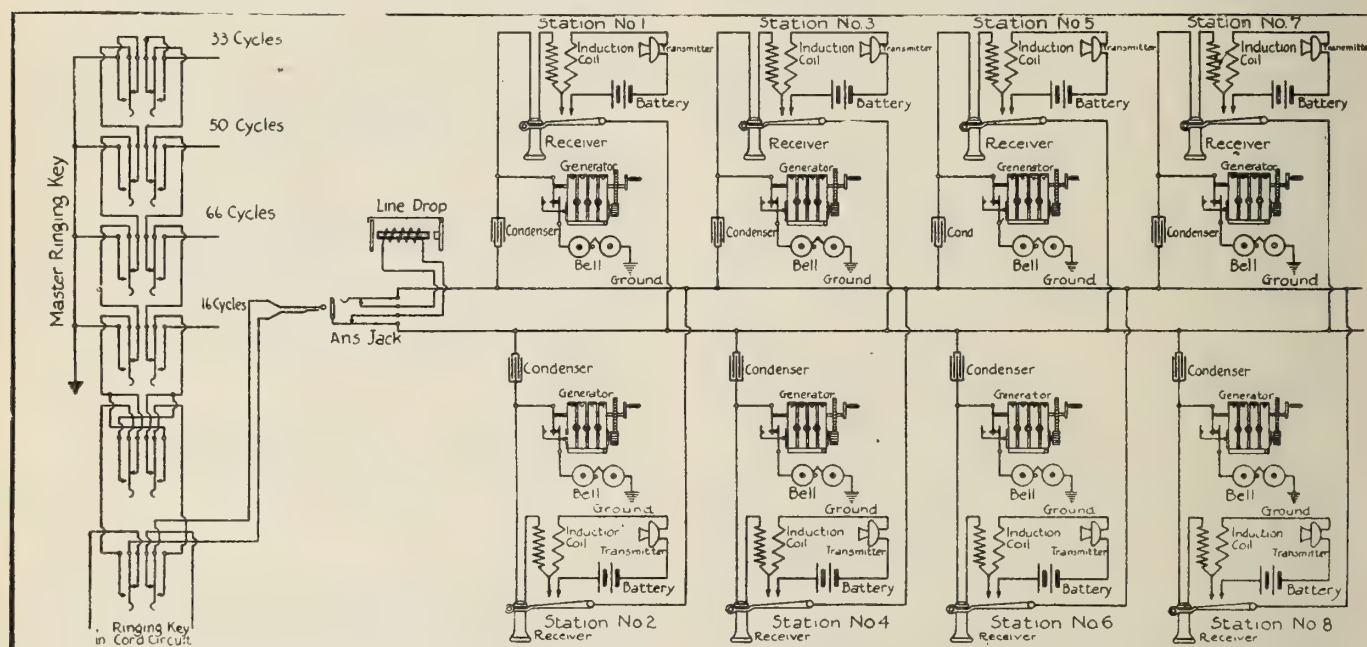 33 Cycles
50 Cycles
66 Cycles
16 Cycles
Master Ringing Key
Ringing Key
in Cord Circuit
Line Drop
Ans Jack
Station No 1
Induction
Coil
Transmitter
Battery
Receiver
Generator
Condenser
Bell
Ground
Station No. 3
Induction
Coil
Transmitter
Battery
Receiver
Generator
Condenser
Bell
Ground
Station No 5
Induction
Coil
Transmitter
Battery
Receiver
Generator
Cond
Bell
Ground
Station No. 7
Induction
Coil
Transmitter
Battery
Receiver
Generator
Condenser
Bell
Ground
Condenser
Generator
Bell
Ground
Induction
Coil
Transmitter
Battery
Station No 2
Receiver
Condenser
Generator
Bell
Ground
Induction
Coil
Transmitter
Battery
Station No 4
Receiver
Condenser
Generator
Bell
Ground
Induction
Coil
Transmitter
Battery
Station No 6
Receiver
Condenser
Generator
Bell
Ground
Induction
Coil
Transmitter
Battery
Station No 8
Receiver